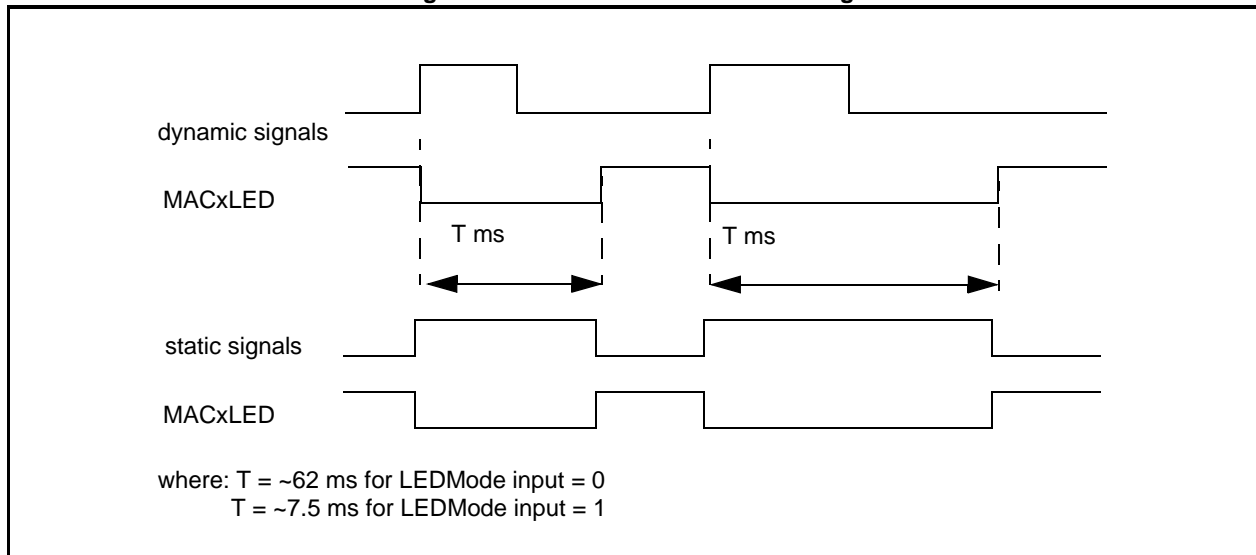 dynamic signals
MACxLED
T ms
T ms
static signals
MACxLED
where: T = ~62 ms for LEDMode input = 0
T = ~7.5 ms for LEDMode input = 1